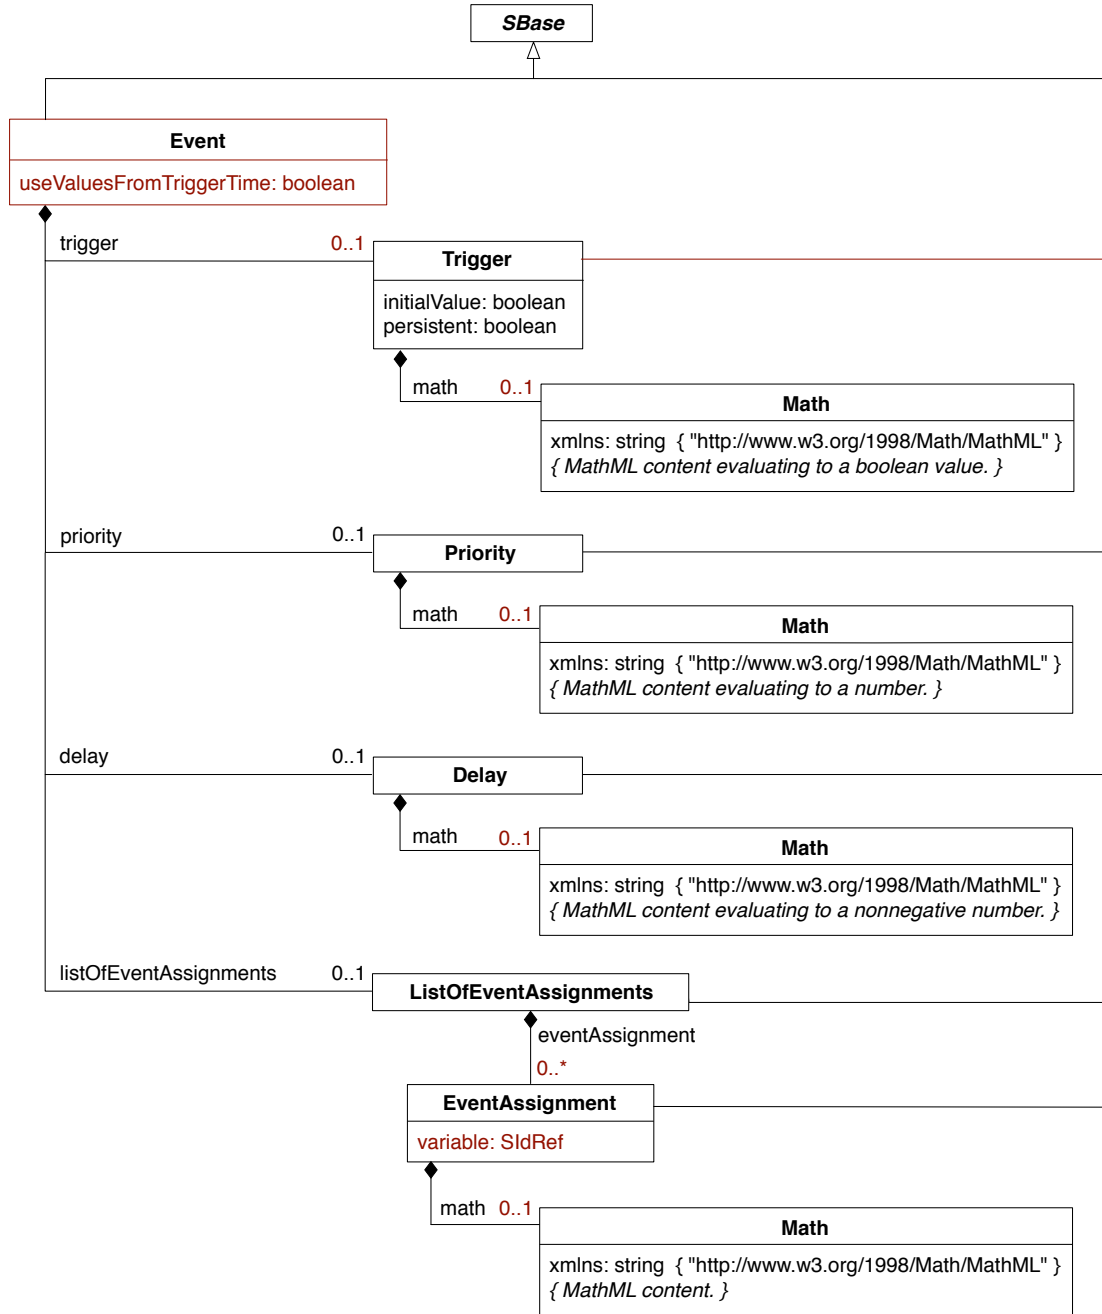 SBase
Event
useValuesFromTriggerTime: boolean
trigger 0..1
Trigger
initialValue: boolean
persistent: boolean
math 0..1
Math
xmlns: string { "http://www.w3.org/1998/Math/MathML" }
{ MathML content evaluating to a boolean value. }
priority 0..1
Priority
math 0..1
Math
xmlns: string { "http://www.w3.org/1998/Math/MathML" }
{ MathML content evaluating to a number. }
delay 0..1
Delay
math 0..1
Math
xmlns: string { "http://www.w3.org/1998/Math/MathML" }
{ MathML content evaluating to a nonnegative number. }
listOfEventAssignments 0..1
ListOfEventAssignments
eventAssignment
0..*
EventAssignment
variable: SIdRef
math 0..1
Math
xmlns: string { "http://www.w3.org/1998/Math/MathML" }
{ MathML content. }